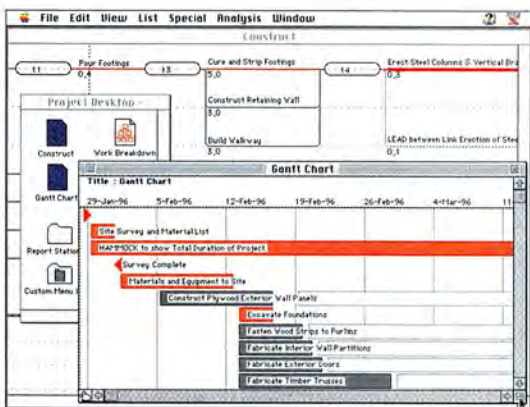 File Edit View List Special Analysis Window
Construct
11 Pour Footings 13 Cure and Strip Footings 14 Erect Steel Columns & Vertical Bra
0,4 5,0 0,3
Project Desktop
Construct Retaining Wall
3,0
Construct Work Breakdown
Build Walkway LEAD between Link Erection of Stee
3,0 0,1
Gantt Chart
Title : Gantt Chart
Gantt Chart
29-Jan-96 5-Feb-96 12-Feb-96 19-Feb-96 26-Feb-96 4-Mar-96 11
Site Survey and Material List
Report Station
HAMMOCK to show Total Duration of Project
Survey Complete
Materials and Equipment to Site
Custom Menu
Construct Plywood Exterior Wall Panels
Excavate Foundations
Fasten Wood Strips to Purlins
Fabricate Interior Wall Partitions
Fabricate Exterior Doors
Fabricate Timber Trusses